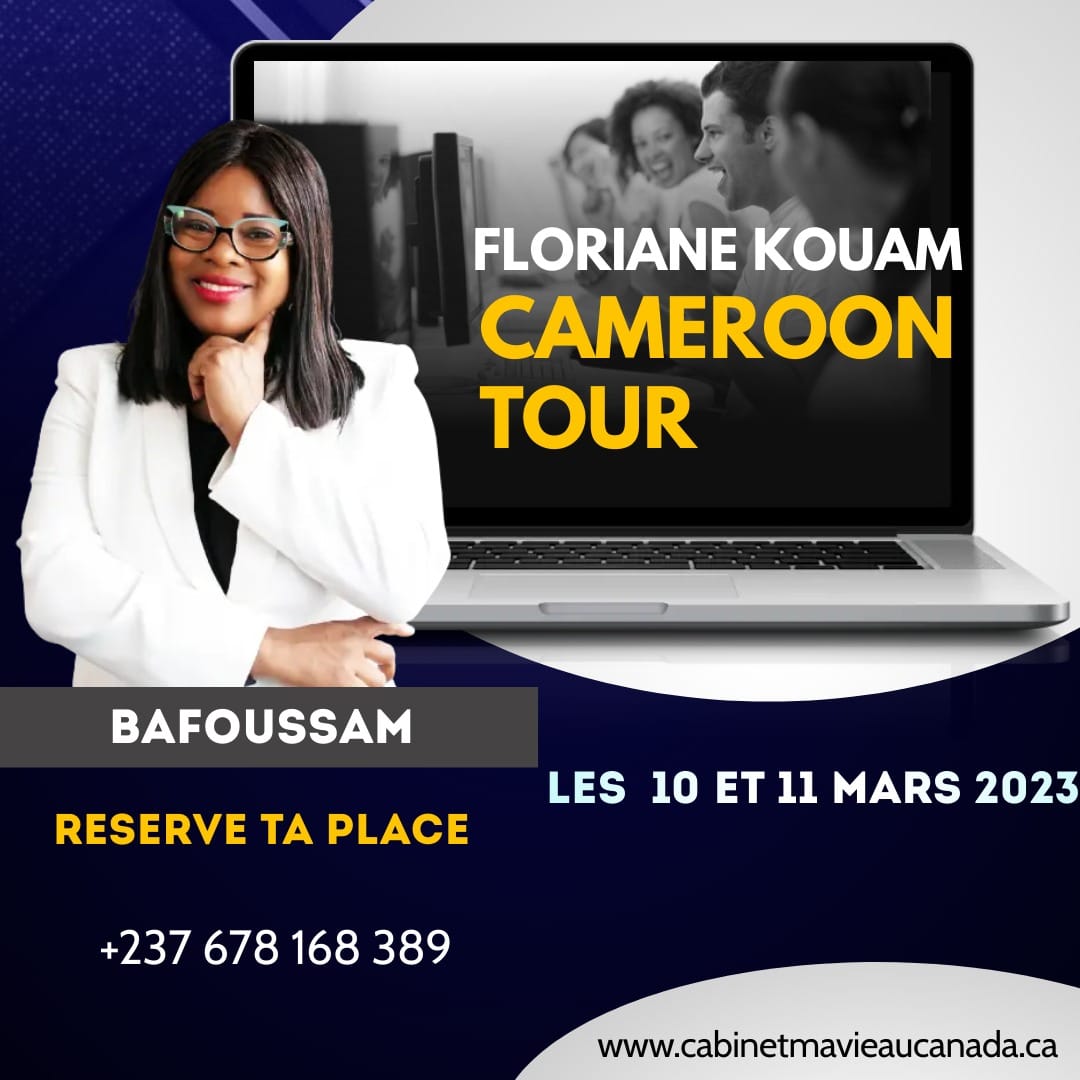 FLORIANE KOUAM
CAMEROON
TOUR
BAFOUSSAM
LES 10 ET 11 MARS 2023
RESERVE TA PLACE
+237 678 168 389
www.cabinetmavieaucanada.ca